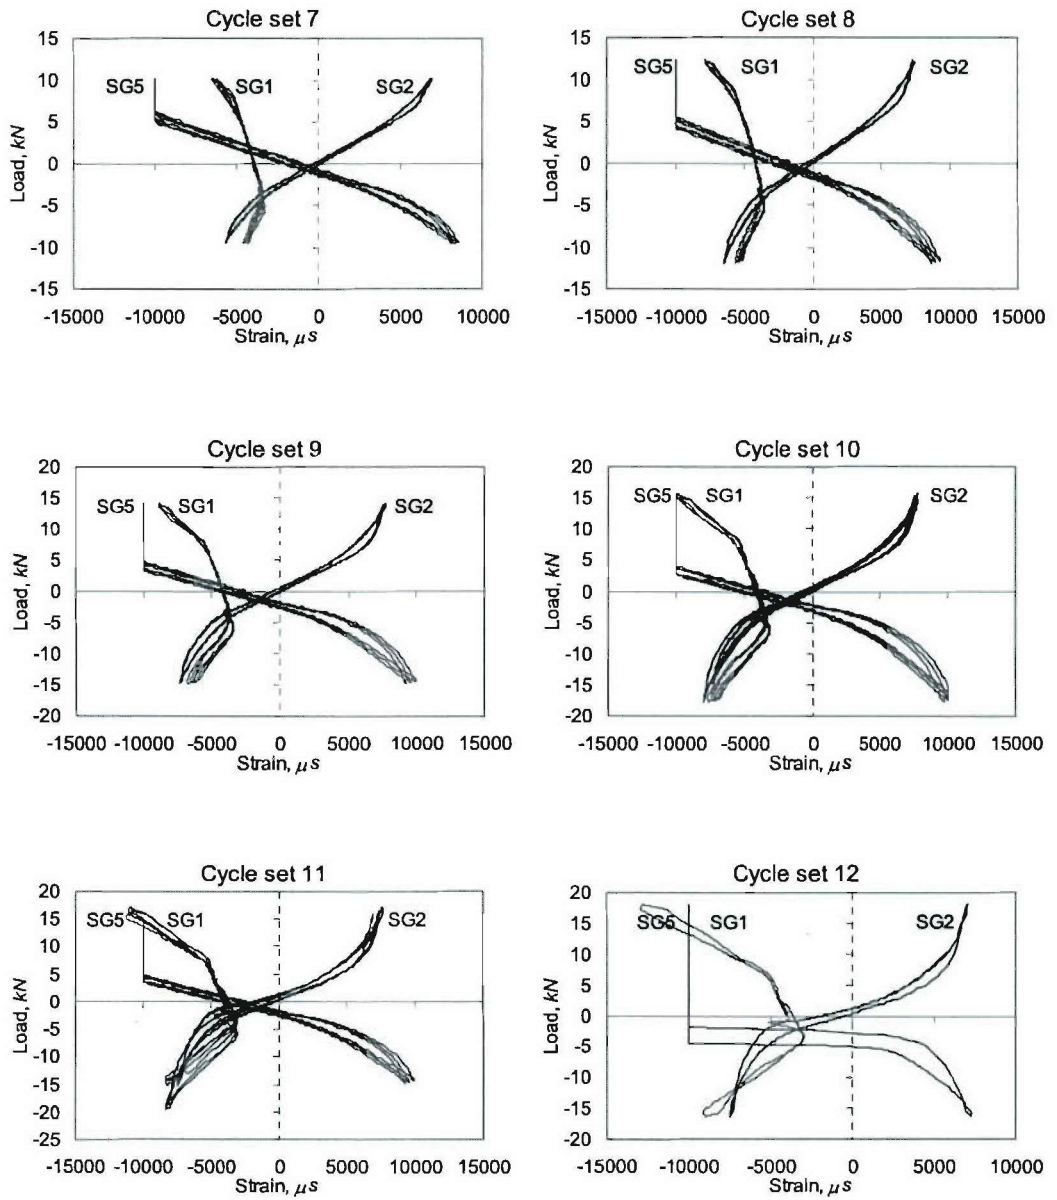 Cycle set 7
15
10
5
0
-5
-10
-15
Load, kN
SG5
SG1
SG2
-15000 -10000 -5000 0 5000 10000
Strain, µs
Cycle set 8
15
10
5
0
-5
-10
-15
Load, kN
SG5
SG1
SG2
-15000 -10000 -5000 0 5000 10000 15000
Strain, µs
Cycle set 9
20
15
10
5
0
-5
-10
-15
-20
Load, kN
SG5
SG1
SG2
-15000 -10000 -5000 0 5000 10000 15000
Strain, µs
Cycle set 10
20
15
10
5
0
-5
-10
-15
-20
Load, kN
SG5
SG1
SG2
-15000 -10000 -5000 0 5000 10000 15000
Strain, µs
Cycle set 11
20
15
10
5
0
-5
-10
-15
-20
-25
Load, kN
SG5
SG1
SG2
-15000 -10000 -5000 0 5000 10000 15000
Strain, µs
Cycle set 12
20
15
10
5
0
-5
-10
-15
-20
Load, kN
SG5
SG1
SG2
-15000 -10000 -5000 0 5000 10000
Strain, µs